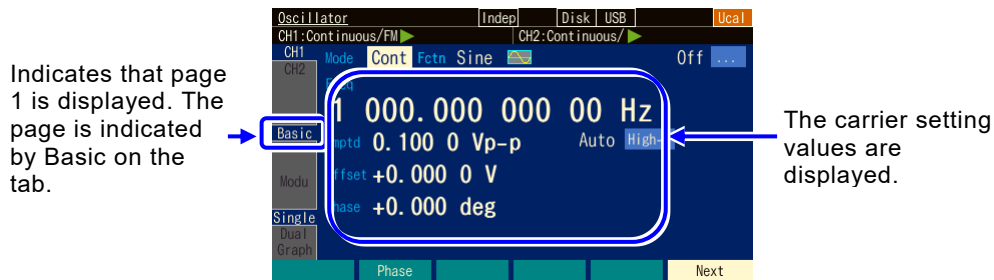 Oscillator Indep Disk USB Ucal
CH1:Continuous/FM CH2:Continuous/
CH1 Mode Cont Fctn Sine Off ...
CH2
1 000.000 000 00 Hz
Basic 0.100 0 Vp-p Auto
Modu +0.000 0 V
+0.000 deg
Single
Dual
Graph
Phase Next
Indicates that page
1 is displayed. The
page is indicated
by Basic on the
tab.
The carrier setting
values are
displayed.